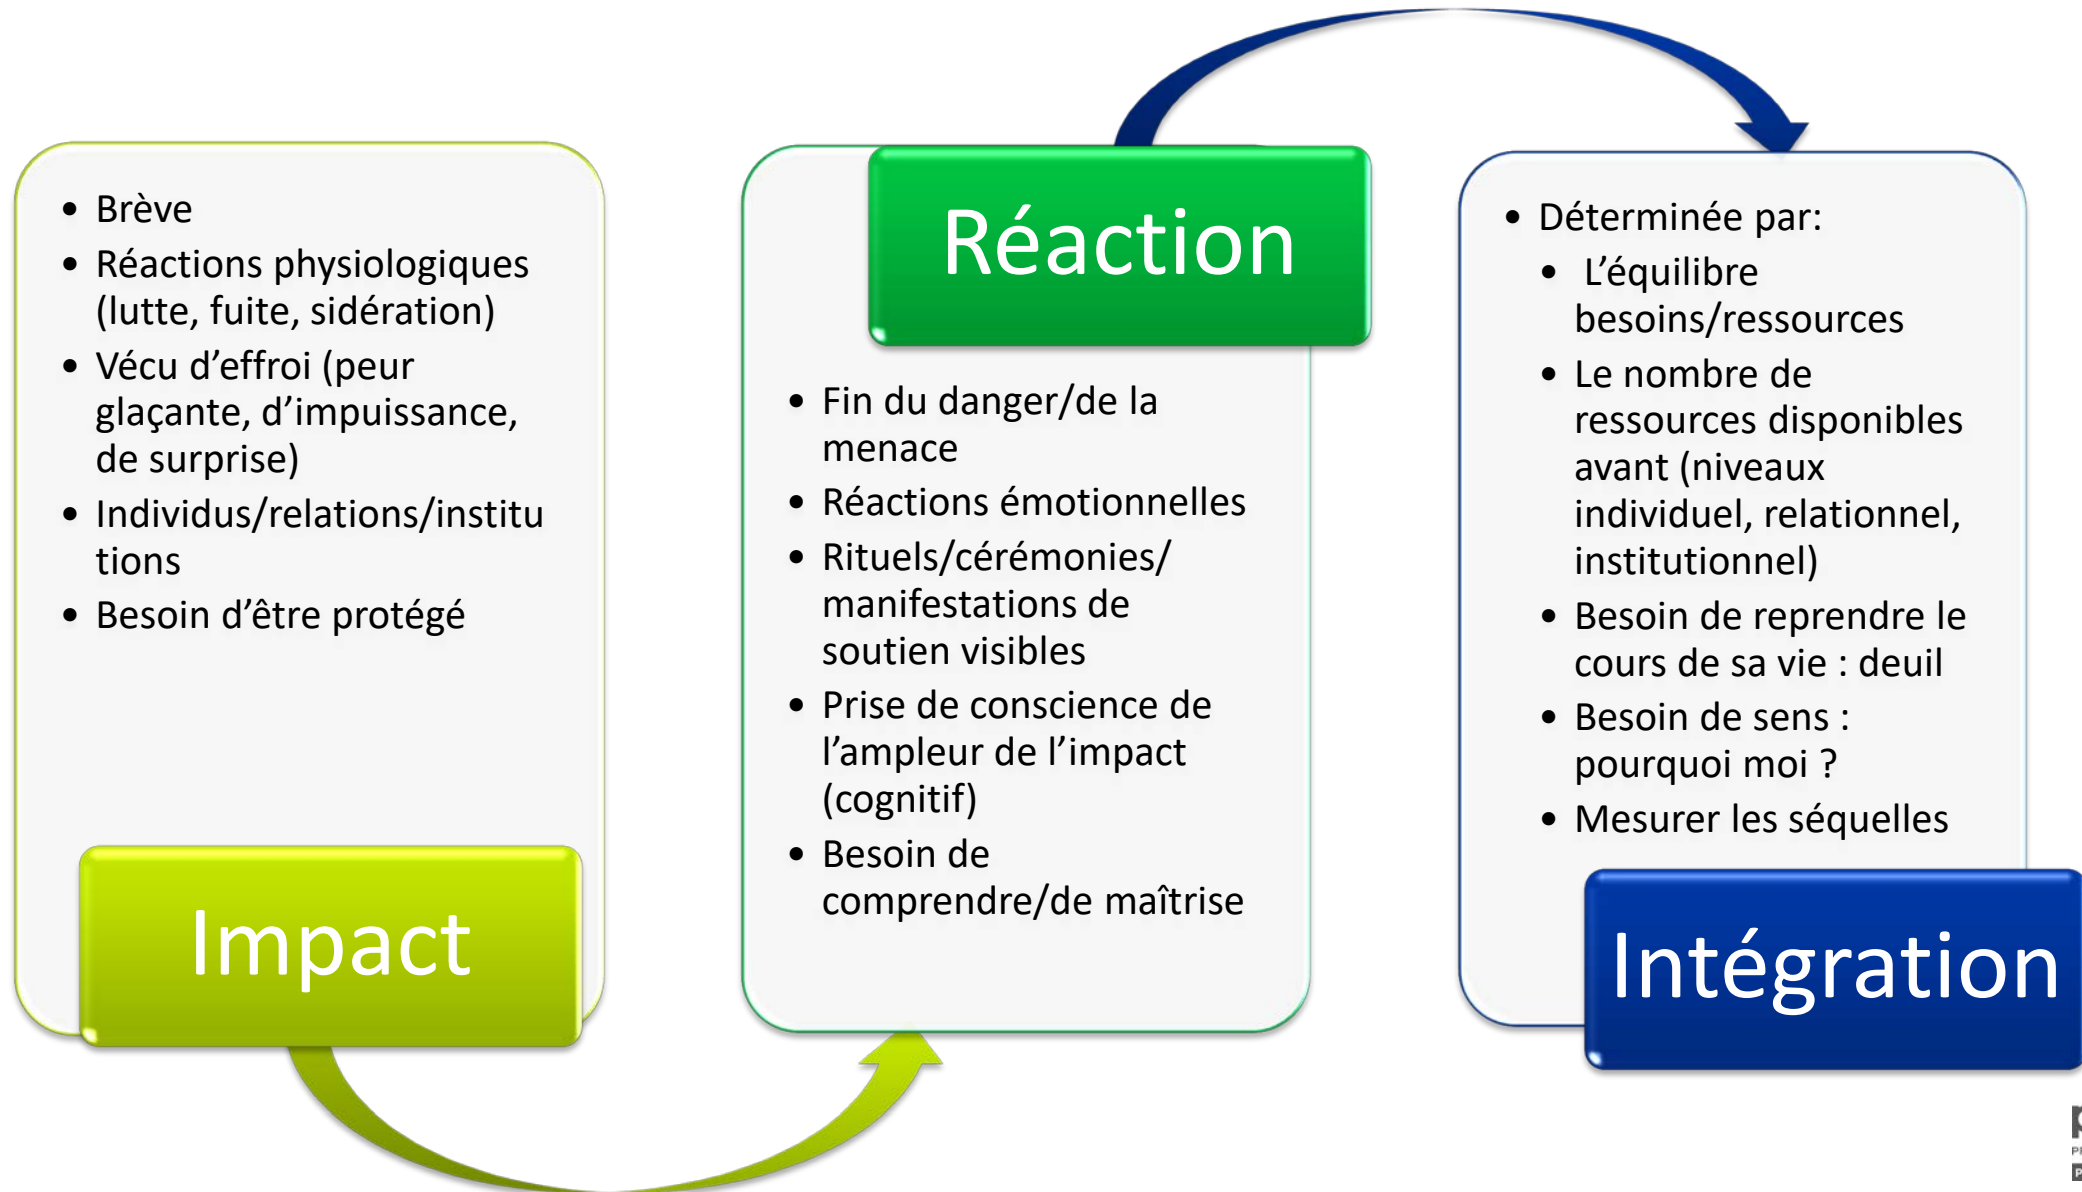 • Brève
• Réactions physiologiques
(lutte, fuite, sidération)
• Vécu d’effroi (peur
glaçante, d’impuissance,
de surprise)
• Individus/relations/institu
tions
• Besoin d’être protégé
Impact
Réaction
• Fin du danger/de la
menace
• Réactions émotionnelles
• Rituels/cérémonies/
manifestations de
soutien visibles
• Prise de conscience de
l’ampleur de l’impact
(cognitif)
• Besoin de
comprendre/de maîtrise
• Déterminée par:
• L’équilibre
besoins/ressources
• Le nombre de
ressources disponibles
avant (niveaux
individuel, relationnel,
institutionnel)
• Besoin de reprendre le
cours de sa vie : deuil
• Besoin de sens :
pourquoi moi ?
• Mesurer les séquelles
Intégration